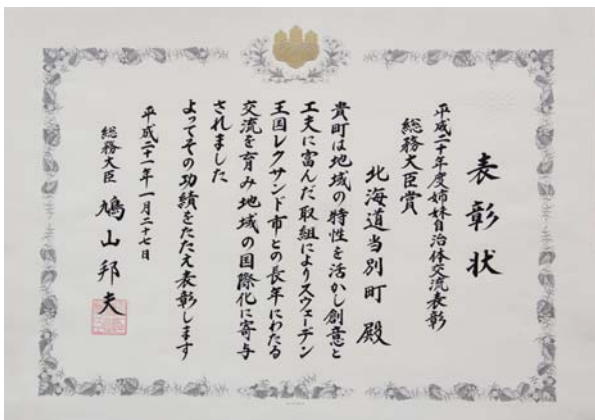 表彰状
平成二十年度姉妹自治体交流表彰
総務大臣賞
北海道当別町 殿
貴町は地域の特性を活かし創意と
工夫に富んだ取組によりスウェーデン
王国レクサンド市との長年にわたる
交流を育み地域の国際化に寄与
されました
よってその功績をたたえ表彰します
平成二十一年一月二十七日
総務大臣 鳩山邦夫